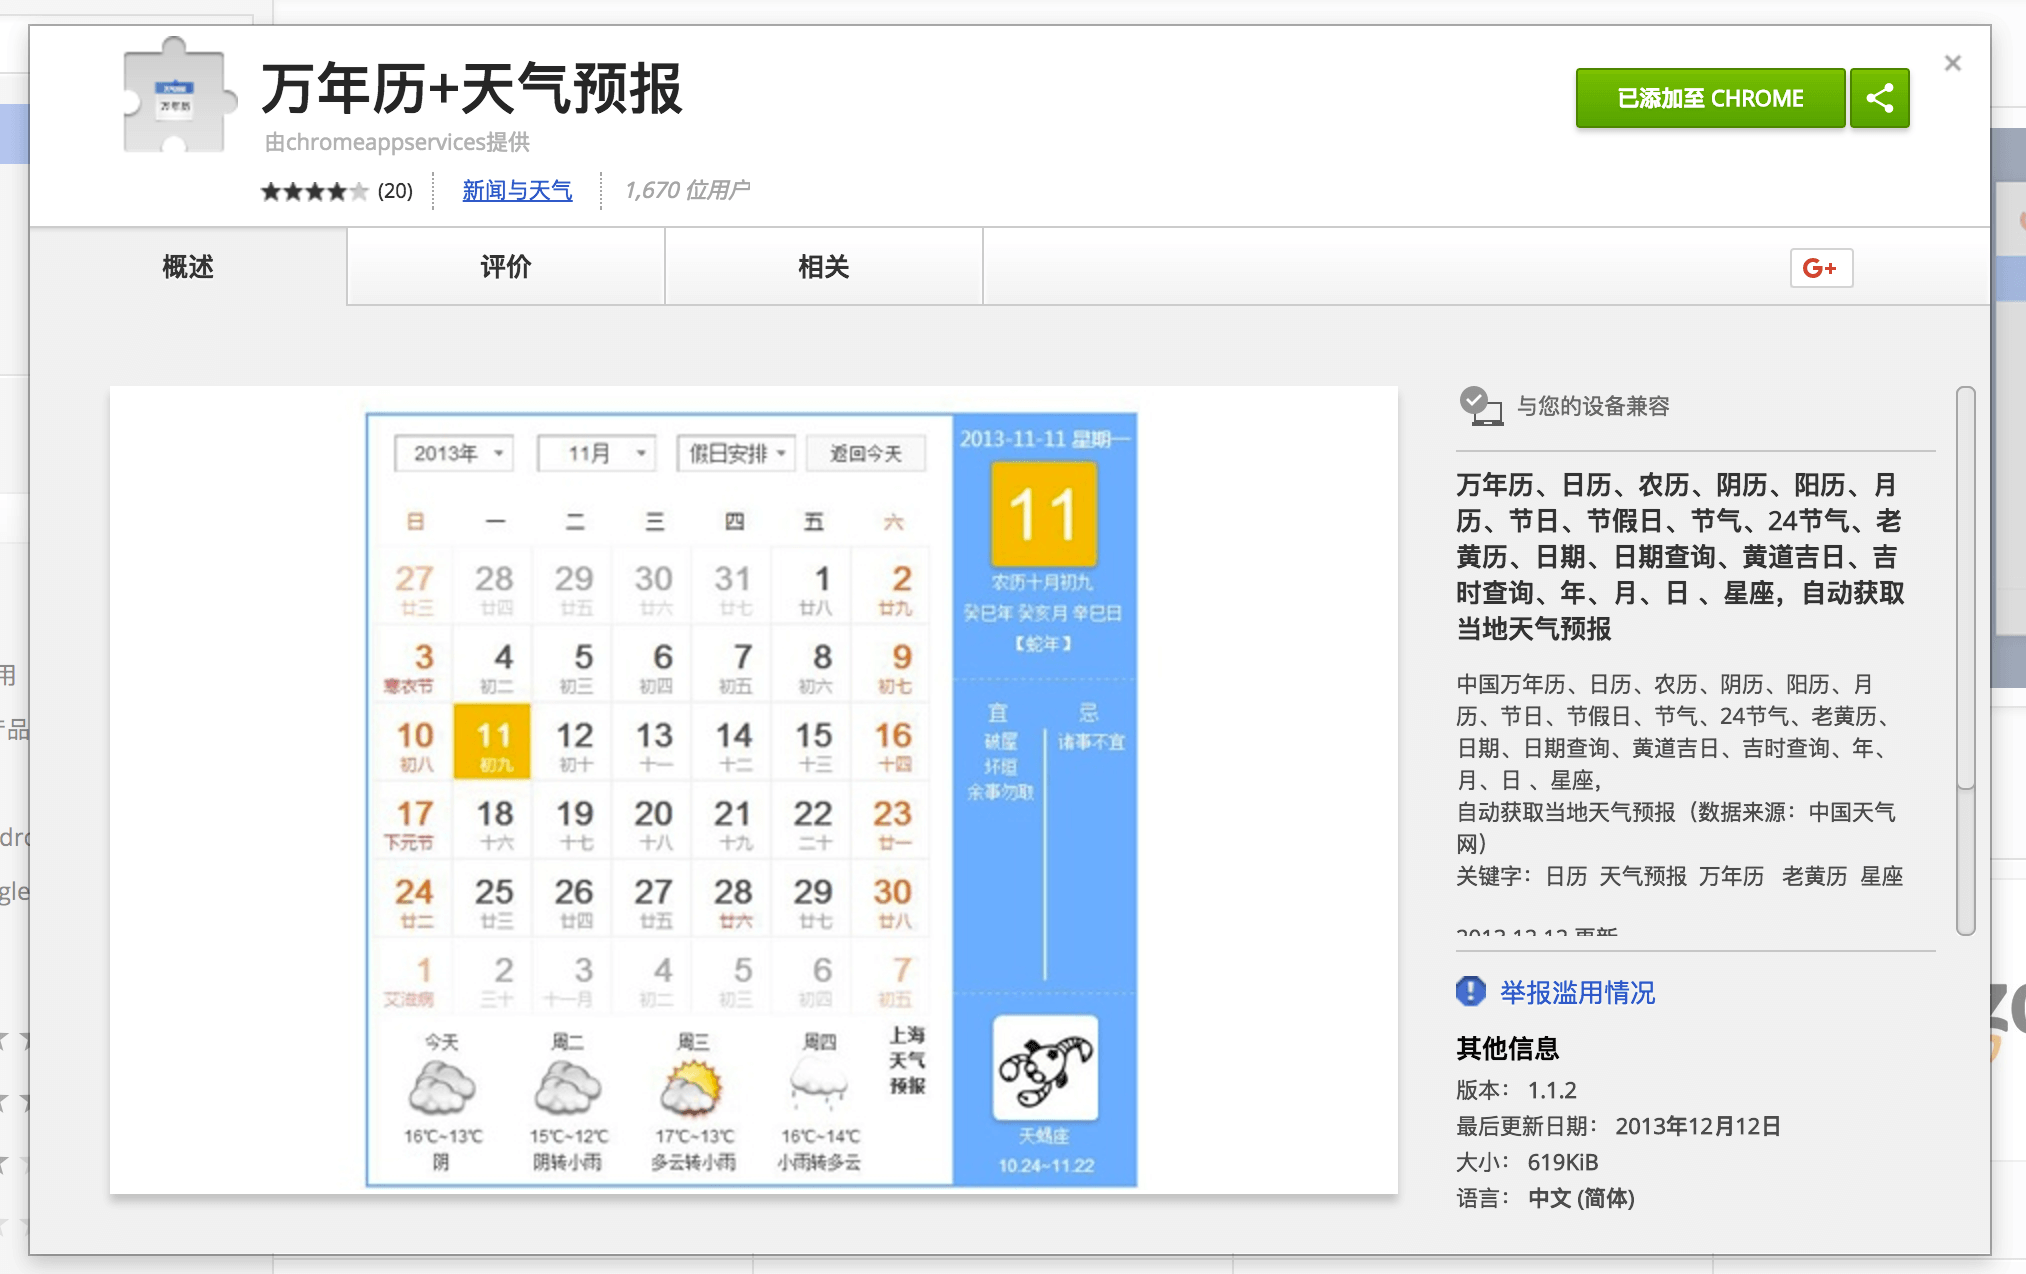 万年历+天气预报
由chromeappservices提供
(20)
新闻与天气
1,670 位用户
已添加至 CHROME
概述
评价
相关
G+
2013年
11月
假日安排
返回今天
日 一 二 三 四 五 六
27 28 29 30 31 1 2
廿三 廿四 廿五 廿六 廿七 廿八 廿九
3 4 5 6 7 8 9
寒衣节 初二 初三 初四 初五 初六 初七
10 11 12 13 14 15 16
初八 初九 初十 十一 十二 十三 十四
17 18 19 20 21 22 23
下元节 十六 十七 十八 十九 二十 廿一
24 25 26 27 28 29 30
廿二 廿三 廿四 廿五 廿六 廿七 廿八
1 2 3 4 5 6 7
艾滋病 三十 十一月 初二 初三 初四 初五
今天 周二 周三 周四
16℃~13℃ 15℃~12℃ 17℃~13℃ 16℃~14℃
阴 阴转小雨 多云转小雨 小雨转多云
上海
天气
预报
2013-11-11 星期一
11
农历十月初九
癸巳年 癸亥月 辛巳日
【蛇年】
宜 忌
破屋 诸事不宜
坏垣
余事勿取
天蝎座
10.24~11.22
与您的设备兼容
万年历、日历、农历、阴历、阳历、月
历、节日、节假日、节气、24节气、老
黄历、日期、日期查询、黄道吉日、吉
时查询、年、月、日 、星座，自动获取
当地天气预报
中国万年历、日历、农历、阴历、阳历、月
历、节日、节假日、节气、24节气、老黄历、
日期、日期查询、黄道吉日、吉时查询、年、
月、日 、星座，
自动获取当地天气预报（数据来源：中国天气
网）
关键字：日历 天气预报 万年历 老黄历 星座
举报滥用情况
其他信息
版本： 1.1.2
最后更新日期： 2013年12月12日
大小： 619KiB
语言： 中文 (简体)